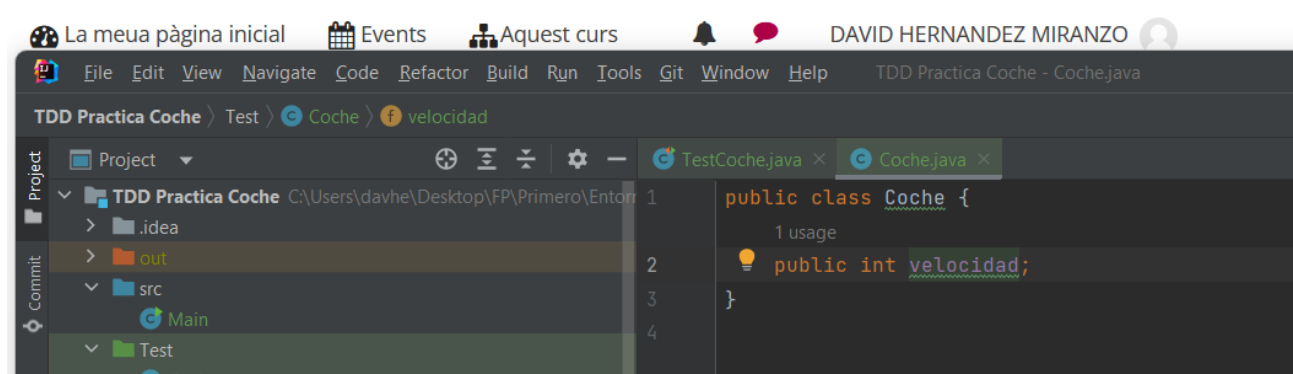 La meua pàgina inicial Events Aquest curs DAVID HERNANDEZ MIRANZO
File Edit View Navigate Code Refactor Build Run Tools Git Window Help TDD Practica Coche - Coche.java
TDD Practica Coche Test Coche velocidad
Project
Commit
Project
TDD Practica Coche C:\Users\davhe\Desktop\FP\Primero\Entorn
.idea
out
src
Main
Test
TestCoche.java Coche.java
1 public class Coche {
1 usage
2 public int velocidad;
3 }
4